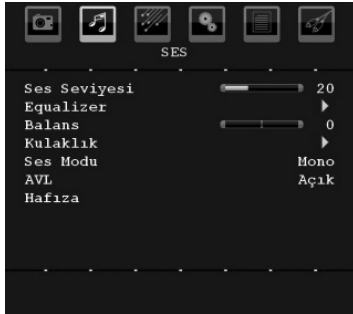 SES
Ses Seviyesi 20
Equalizer
Balans 0
Kulaklık
Ses Modu Mono
AVL Açık
Hafıza